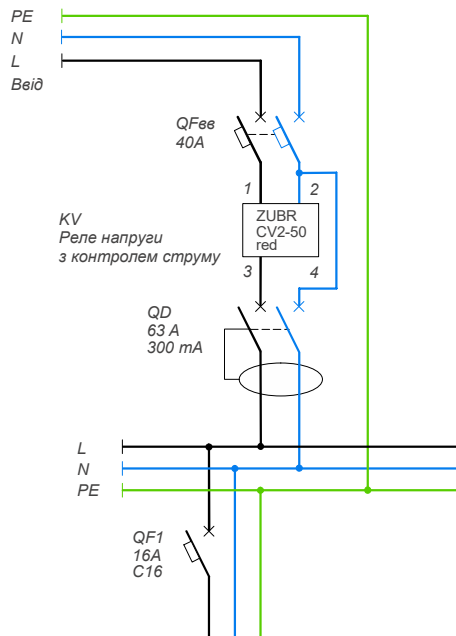 PE
N
L
Ввід
QFвв
40A
1
2
KV
Реле напруги
з контролем струму
ZUBR
CV2-50
red
3
4
QD
63 A
300 mA
L
N
PE
QF1
16A
C16